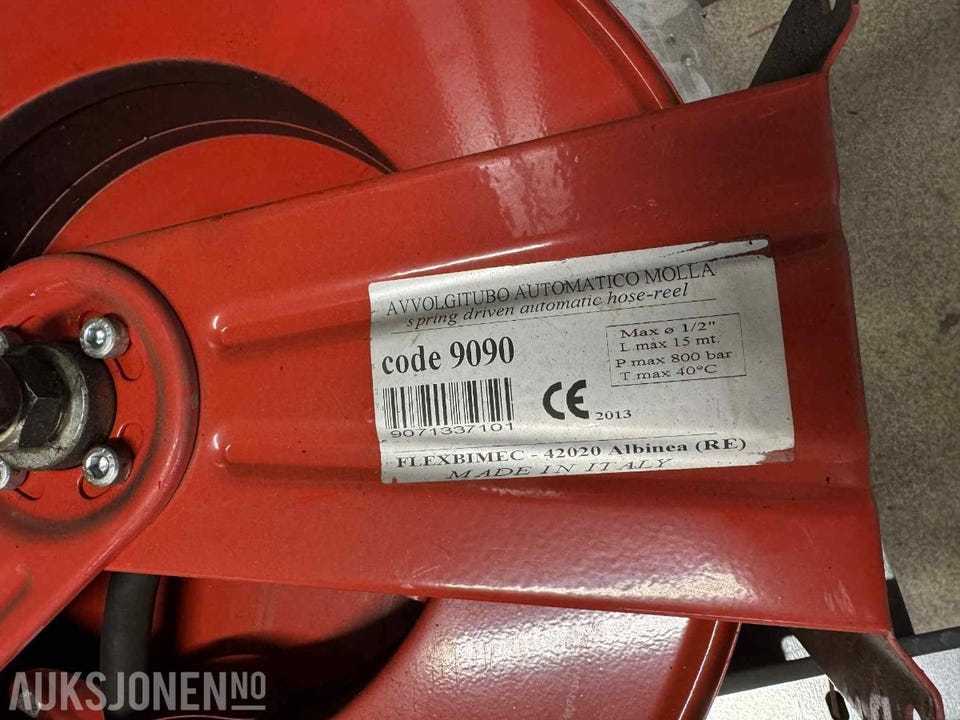 AVVOLGITUBO AUTOMATICO MOLLA
spring driven automatic hose-reel
code 9090
Max ø 1/2"
L.max 15 mt.
P.max 800 bar
T.max 40°C
9071337101
CE 2013
FLEXBIMEC - 42020 Albinea (RE)
MADE IN ITALY
AUKSJONEN.NO